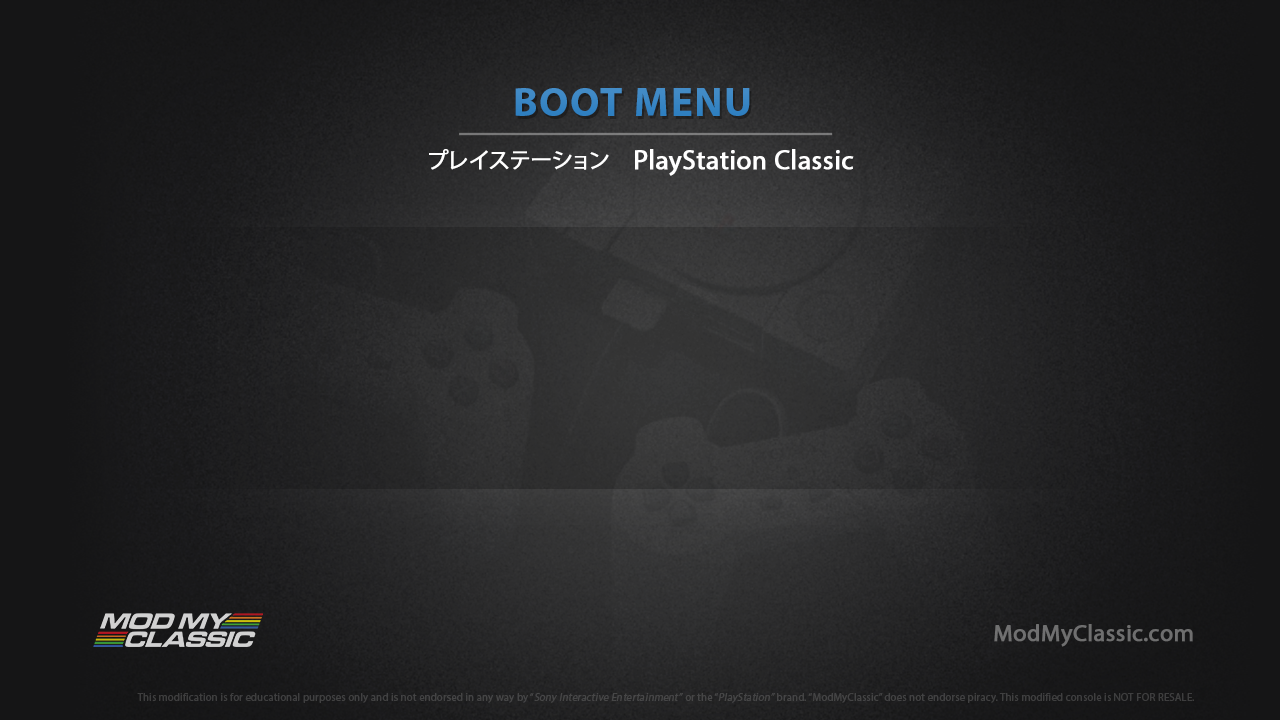 BOOT MENU
プレイステーション PlayStation Classic
MOD MY
CLASSIC
ModMyClassic.com
This modification is for educational purposes only and is not endorsed in any way by “Sony Interactive Entertainment” or the “PlayStation” brand. “ModMyClassic” does not endorse piracy. This modified console is NOT FOR RESALE.